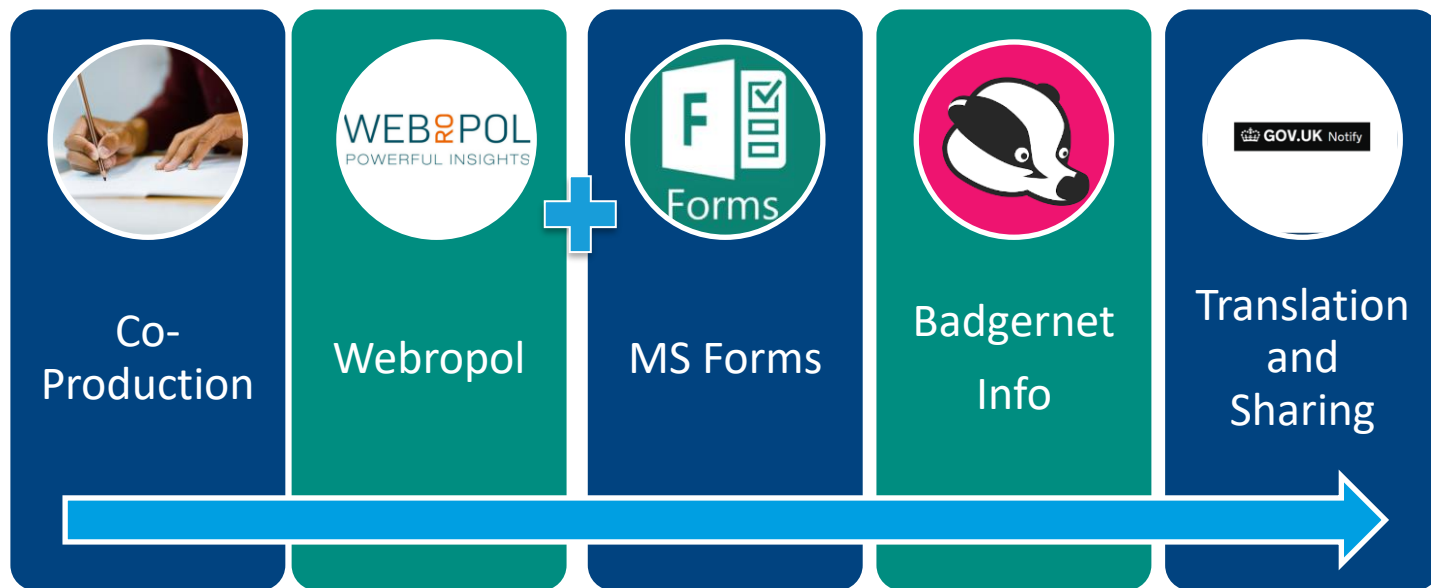 WEBROPOL
POWERFUL INSIGHTS
F
Forms
GOV.UK Notify
Co-
Production
Webropol
MS Forms
Badgernet
Info
Translation
and
Sharing